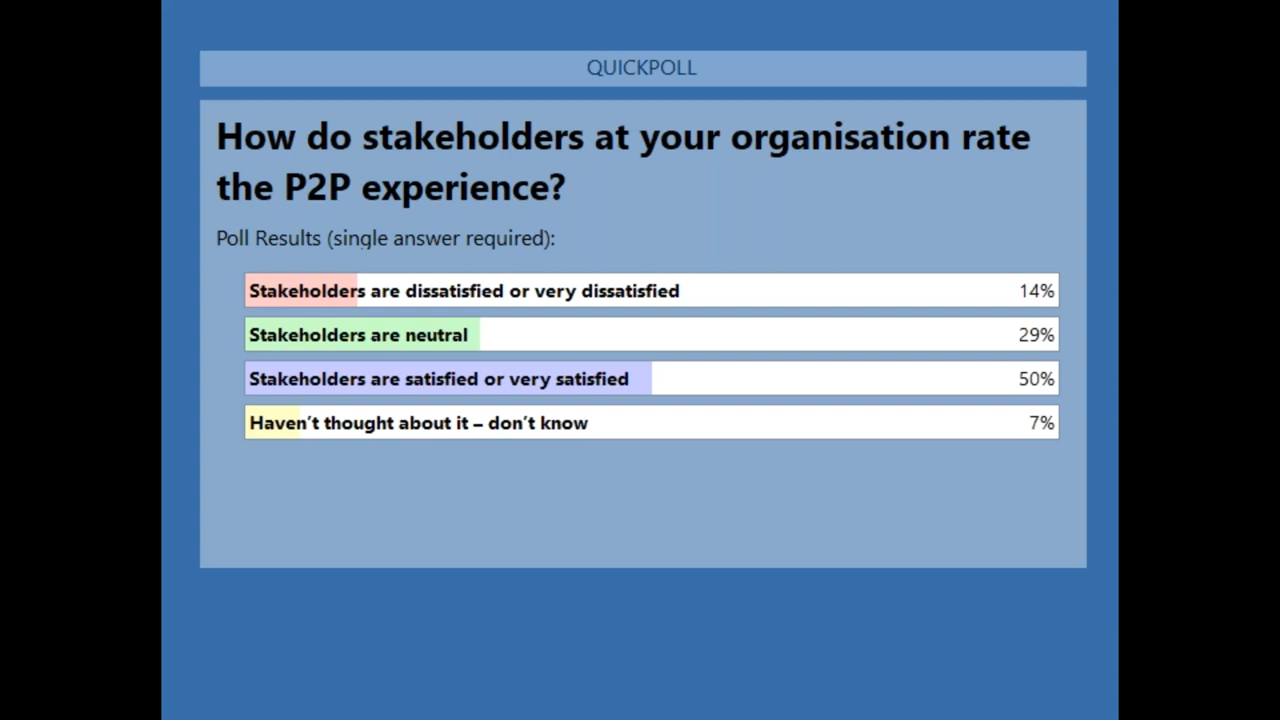 QUICKPOLL
How do stakeholders at your organisation rate
the P2P experience?
Poll Results (single answer required):
Stakeholders are dissatisfied or very dissatisfied 14%
Stakeholders are neutral 29%
Stakeholders are satisfied or very satisfied 50%
Haven’t thought about it – don’t know 7%